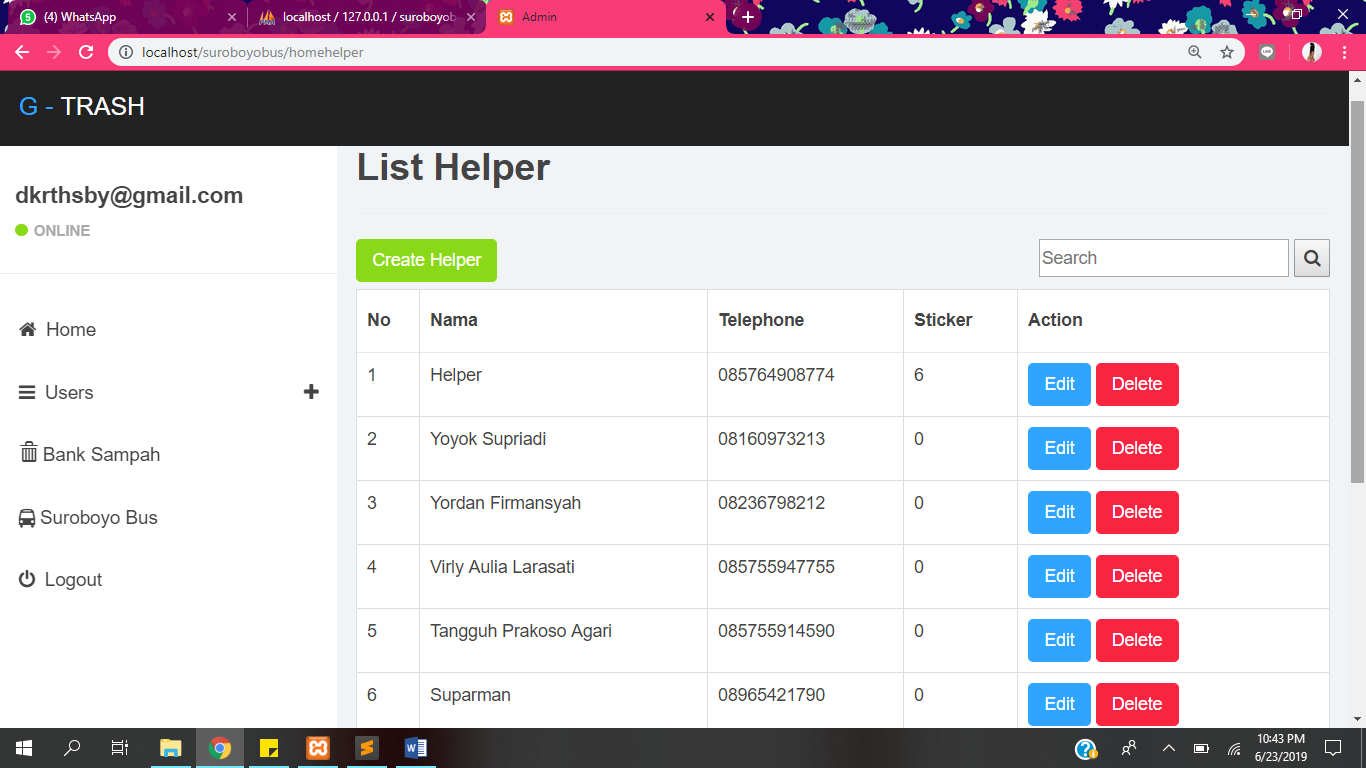 (4) WhatsApp
localhost / 127.0.0.1 / suroboyob
Admin
localhost/suroboyobus/homehelper
G - TRASH
dkrthsby@gmail.com
ONLINE
Home
Users
Bank Sampah
Suroboyo Bus
Logout
List Helper
Create Helper
Search
No Nama Telephone Sticker Action
1 Helper 085764908774 6 Edit Delete
2 Yoyok Supriadi 08160973213 0 Edit Delete
3 Yordan Firmansyah 08236798212 0 Edit Delete
4 Virly Aulia Larasati 085755947755 0 Edit Delete
5 Tangguh Prakoso Agari 085755914590 0 Edit Delete
6 Suparman 08965421790 0 Edit Delete
10:43 PM
6/23/2019